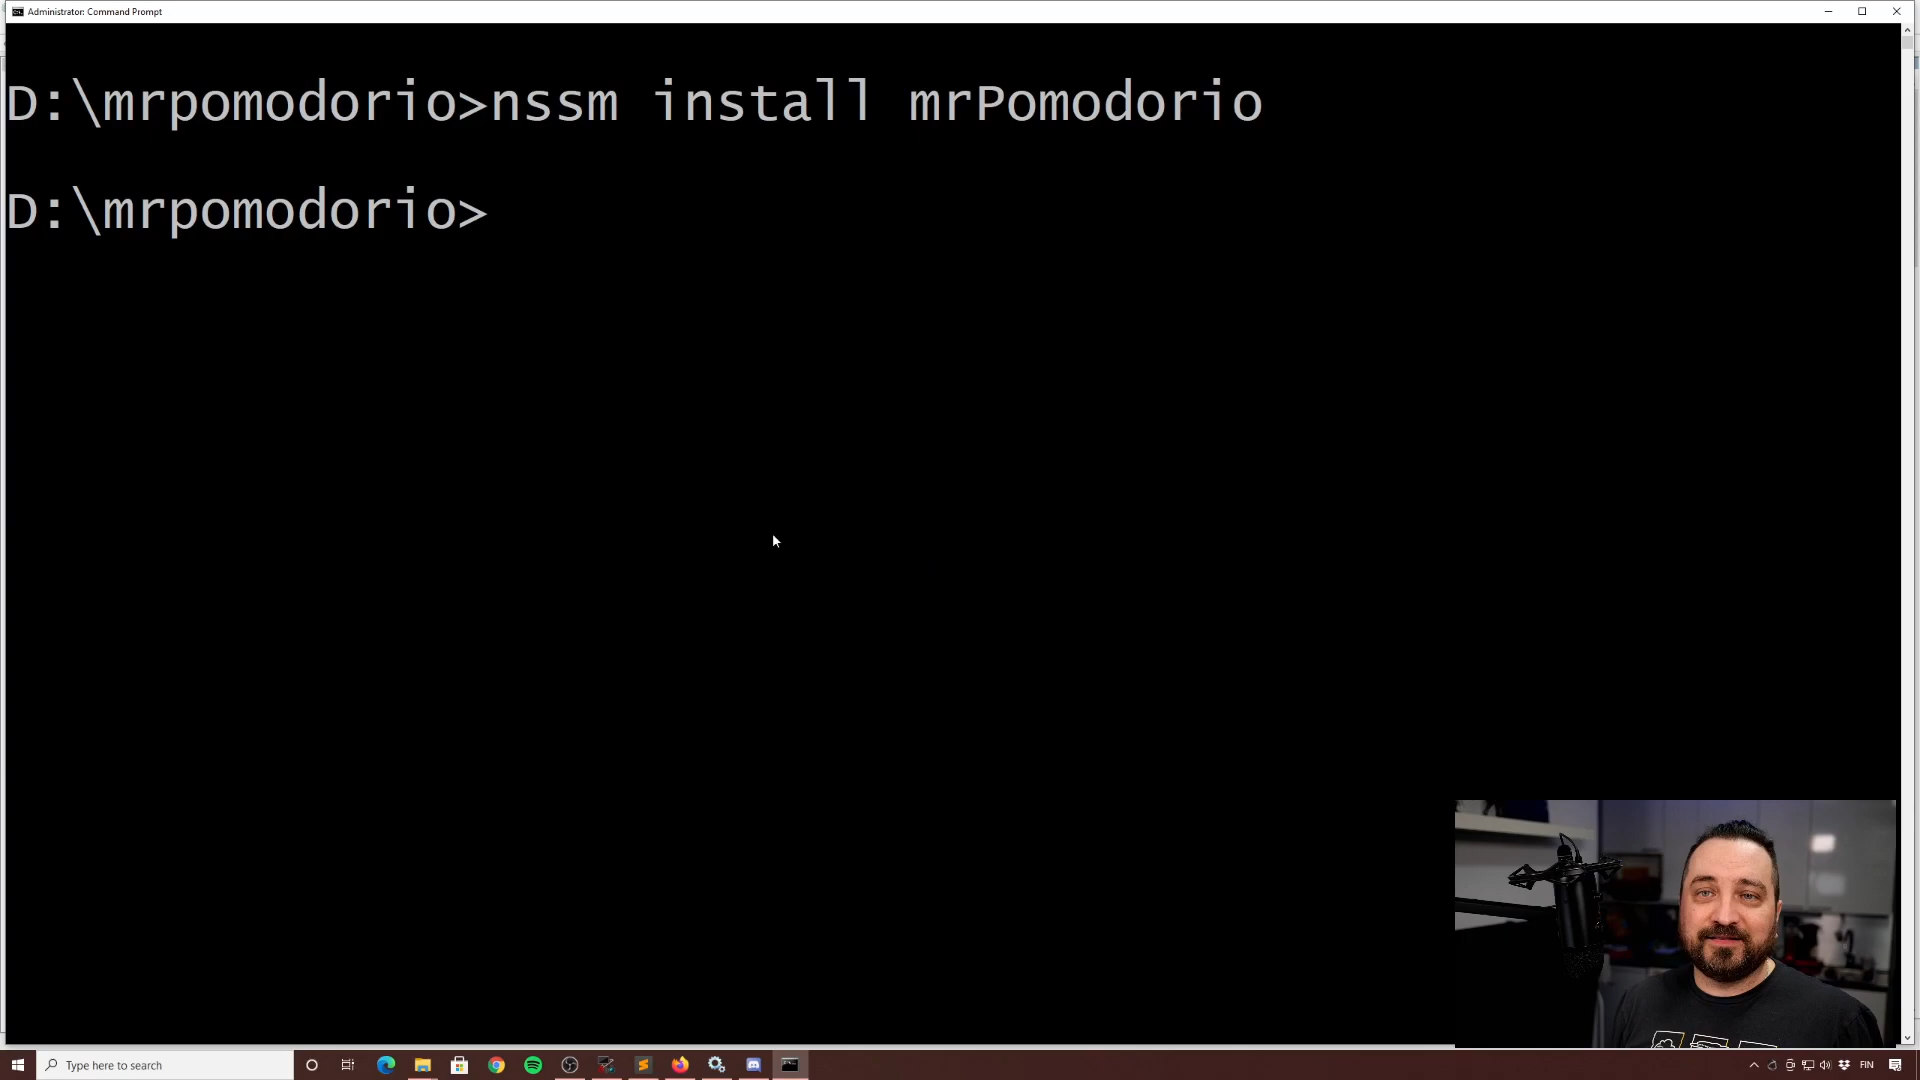 Administrator: Command Prompt
D:\mrpomodorio>nssm install mrPomodorio
D:\mrpomodorio>
Type here to search
FIN